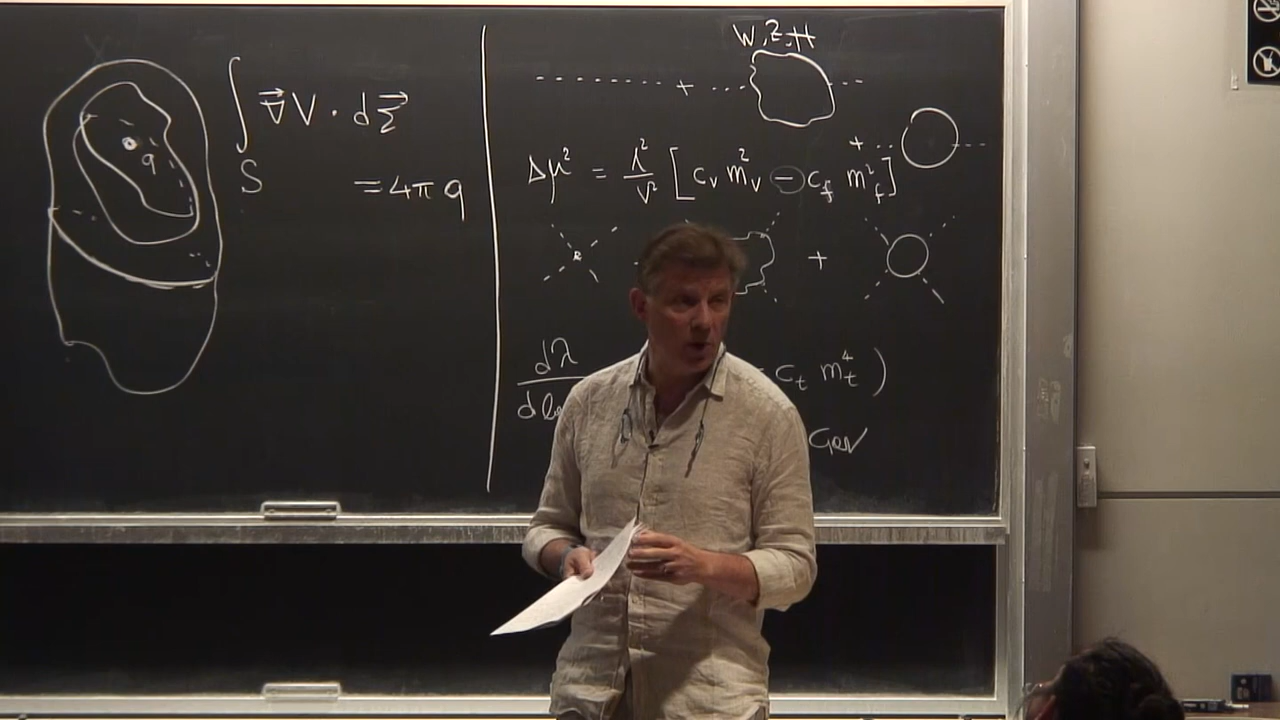 ∫ ∇⃗V · dΣ⃗
S
= 4π q
q
W, Z, H
+
+
Δμ² = Λ²/v² [c_v m_v² − c_f m_f²]
+
dλ
d
c_t m_t⁴ )
GeV